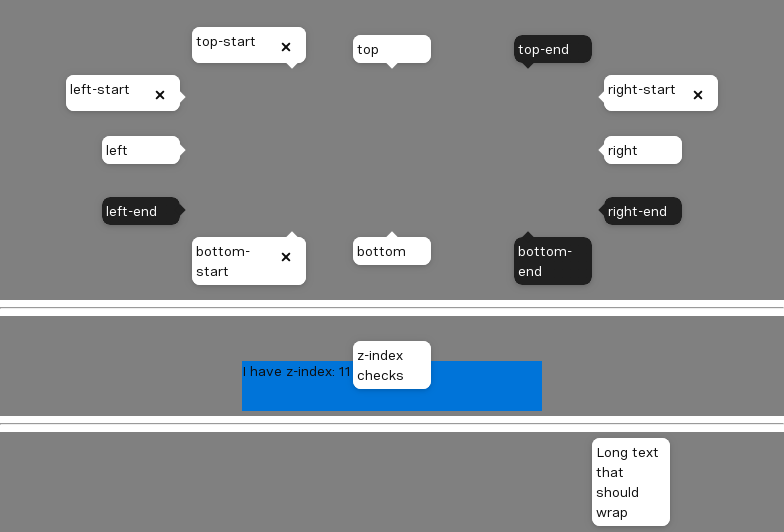 top-start
top
top-end
left-start
right-start
left
right
left-end
right-end
bottom-
start
bottom
bottom-
end
I have z-index: 11
z-index
checks
Long text
that
should
wrap